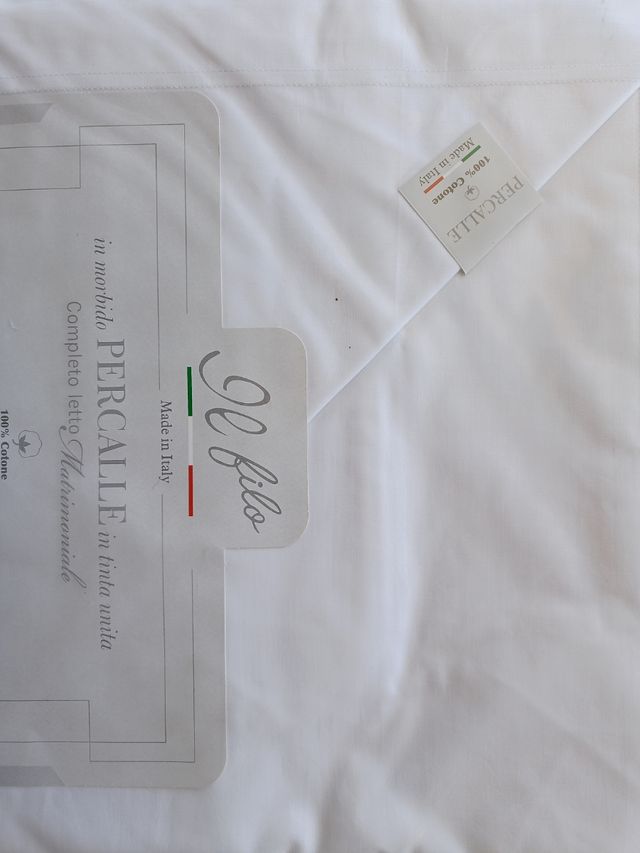 Il filo
Made in Italy
in morbido PERCALLE in tinta unita
Completo letto Matrimoniale
100% Cotone
PERCALLE
100% Cotone
Made in Italy